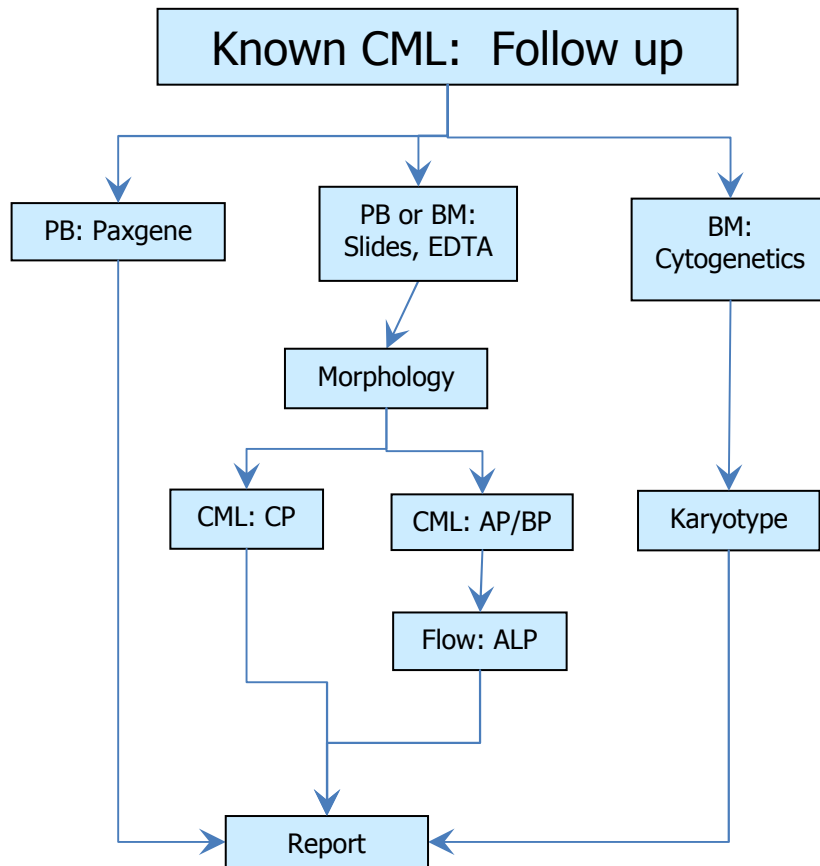 Known CML: Follow up
PB: Paxgene
PB or BM:
Slides, EDTA
BM:
Cytogenetics
Morphology
CML: CP
CML: AP/BP
Karyotype
Flow: ALP
Report